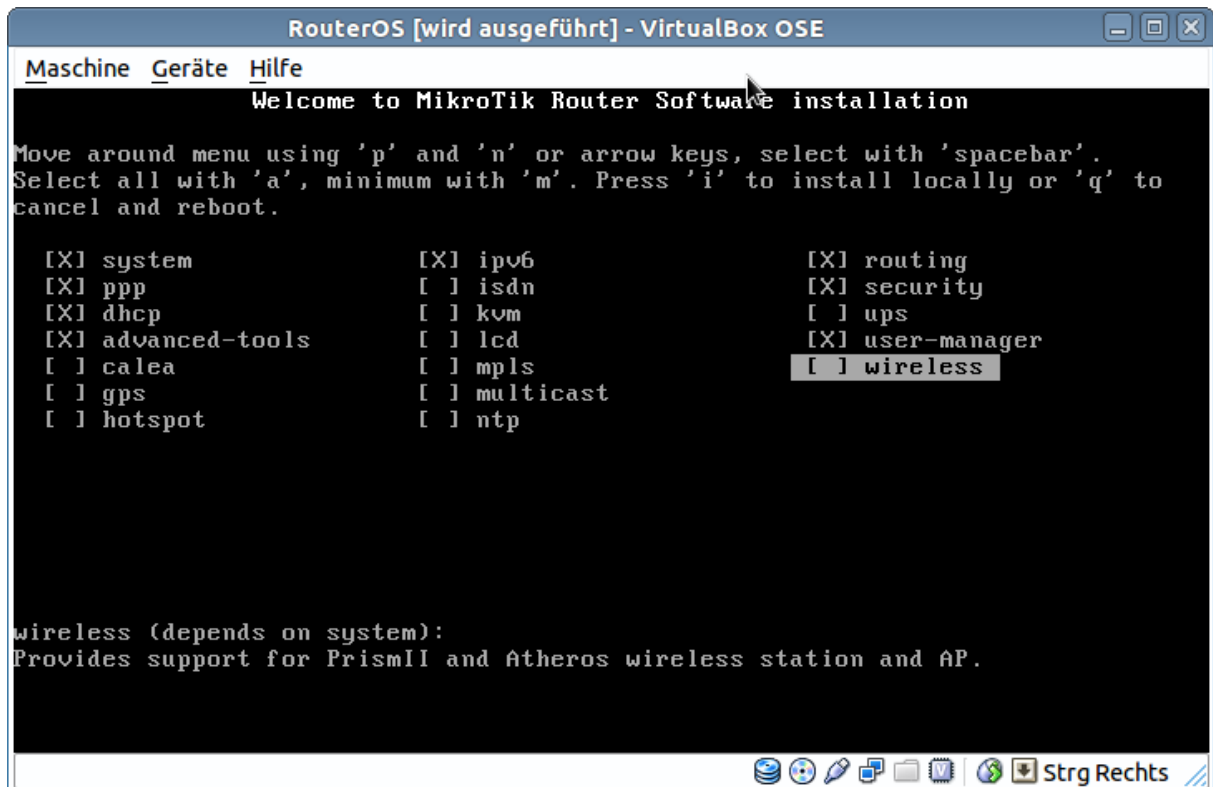 RouterOS [wird ausgeführt] - VirtualBox OSE
Maschine Geräte Hilfe
Welcome to MikroTik Router Software installation
Move around menu using 'p' and 'n' or arrow keys, select with 'spacebar'.
Select all with 'a', minimum with 'm'. Press 'i' to install locally or 'q' to
cancel and reboot.
[X] system [X] ipv6 [X] routing
[X] ppp [ ] isdn [X] security
[X] dhcp [ ] kvm [ ] ups
[X] advanced-tools [ ] lcd [X] user-manager
[ ] calea [ ] mpls [ ] wireless
[ ] gps [ ] multicast
[ ] hotspot [ ] ntp
wireless (depends on system):
Provides support for PrismII and Atheros wireless station and AP.
Strg Rechts